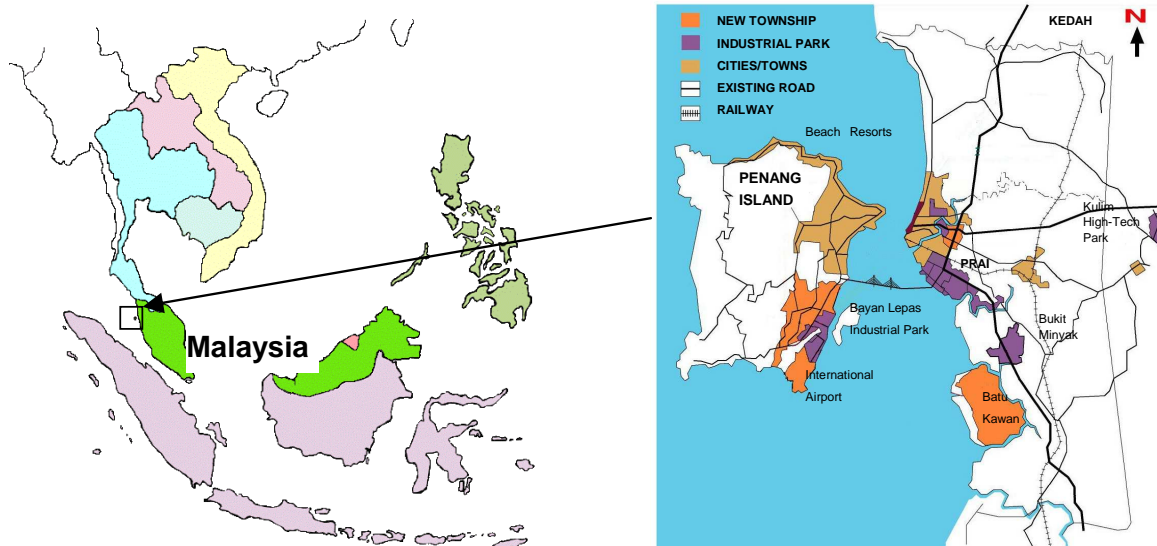 Malaysia
NEW TOWNSHIP
INDUSTRIAL PARK
CITIES/TOWNS
EXISTING ROAD
RAILWAY
KEDAH
N
Beach Resorts
PENANG
ISLAND
Kulim
High-Tech
Park
PRAI
Bayan Lepas
Industrial Park
Bukit
Minyak
International
Airport
Batu
Kawan